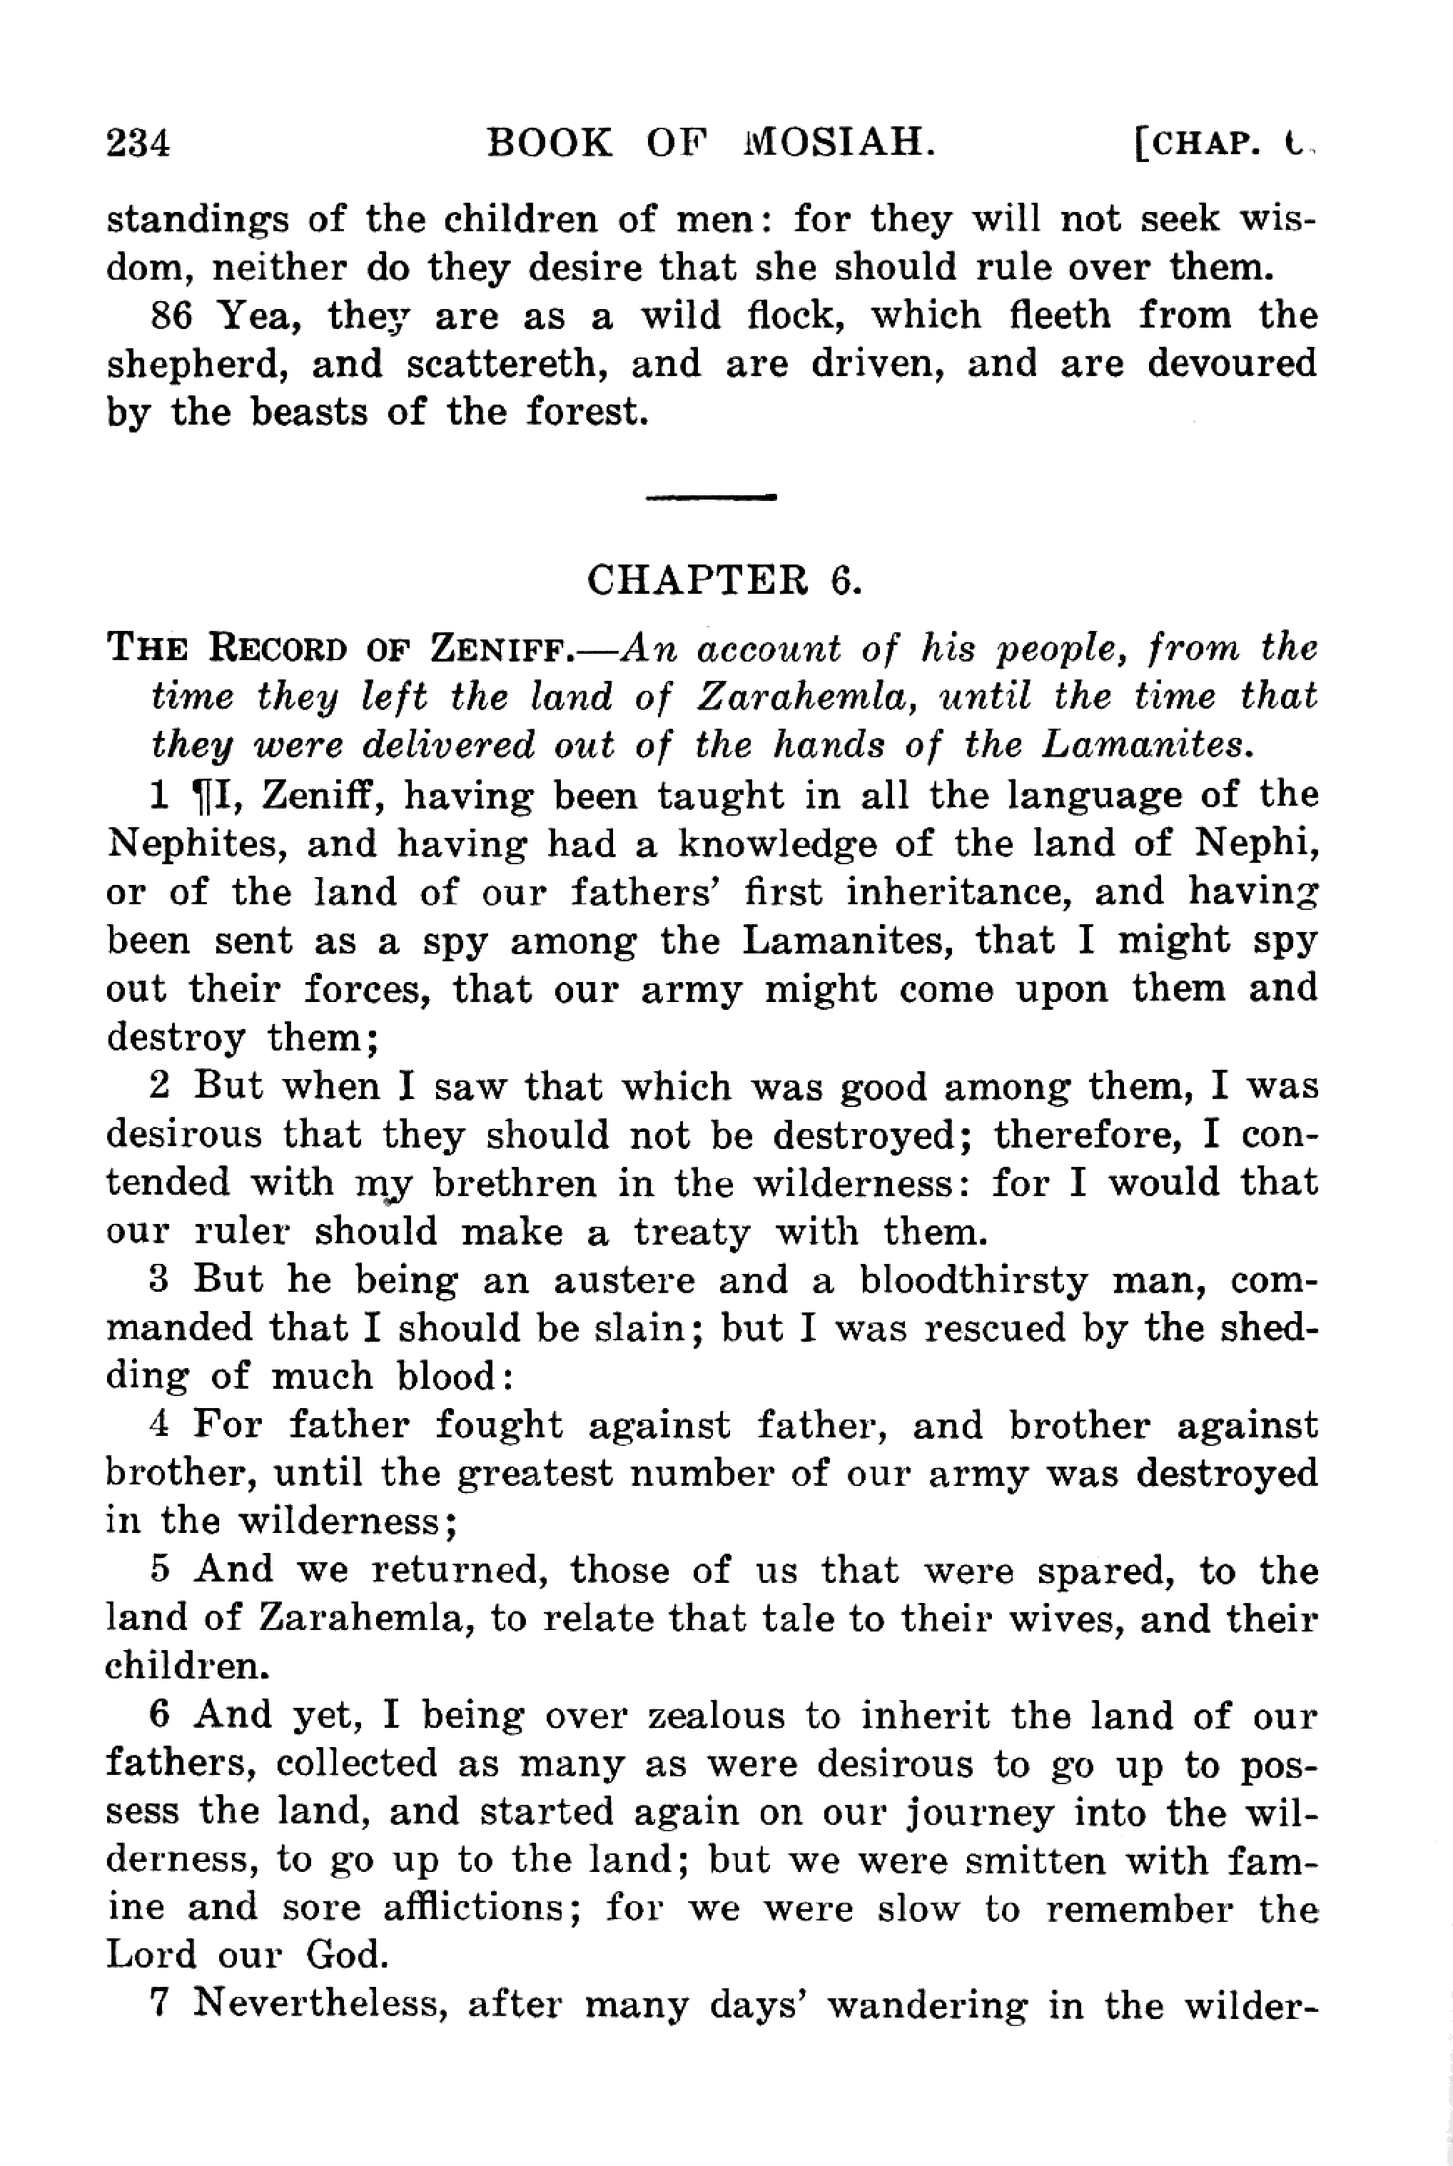 234 BOOK OF MOSIAH. [CHAP.
standings of the children of men: for they will not seek wis-
dom, neither do they desire that she should rule over them.
86 Yea, they are as a wild flock, which fleeth from the
shepherd, and scattereth, and are driven, and are devoured
by the beasts of the forest.
CHAPTER 6.
THE RECORD OF ZENIFF.—An account of his people, from the
time they left the land of Zarahemla, until the time that
they were delivered out of the hands of the Lamanites.
1 ¶I, Zeniff, having been taught in all the language of the
Nephites, and having had a knowledge of the land of Nephi,
or of the land of our fathers' first inheritance, and having
been sent as a spy among the Lamanites, that I might spy
out their forces, that our army might come upon them and
destroy them;
2 But when I saw that which was good among them, I was
desirous that they should not be destroyed; therefore, I con-
tended with my brethren in the wilderness: for I would that
our ruler should make a treaty with them.
3 But he being an austere and a bloodthirsty man, com-
manded that I should be slain; but I was rescued by the shed-
ding of much blood:
4 For father fought against father, and brother against
brother, until the greatest number of our army was destroyed
in the wilderness;
5 And we returned, those of us that were spared, to the
land of Zarahemla, to relate that tale to their wives, and their
children.
6 And yet, I being over zealous to inherit the land of our
fathers, collected as many as were desirous to go up to pos-
sess the land, and started again on our journey into the wil-
derness, to go up to the land; but we were smitten with fam-
ine and sore afflictions; for we were slow to remember the
Lord our God.
7 Nevertheless, after many days' wandering in the wilder-